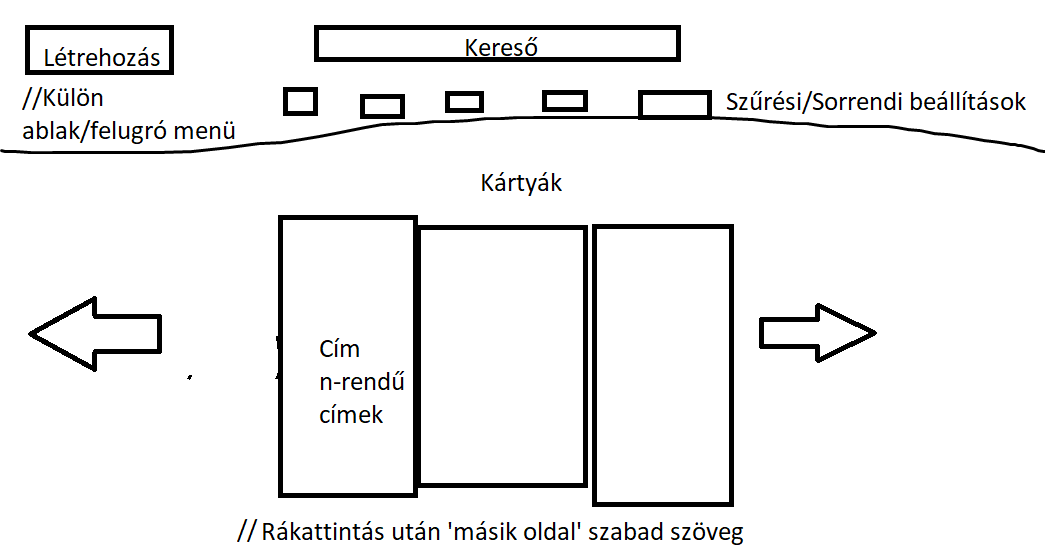 Létrehozás
Kereső
//Külön
ablak/felugró menü
Szűrési/Sorrendi beállítások
Kártyák
Cím
n-rendű
címek
// Rákattintás után 'másik oldal' szabad szöveg